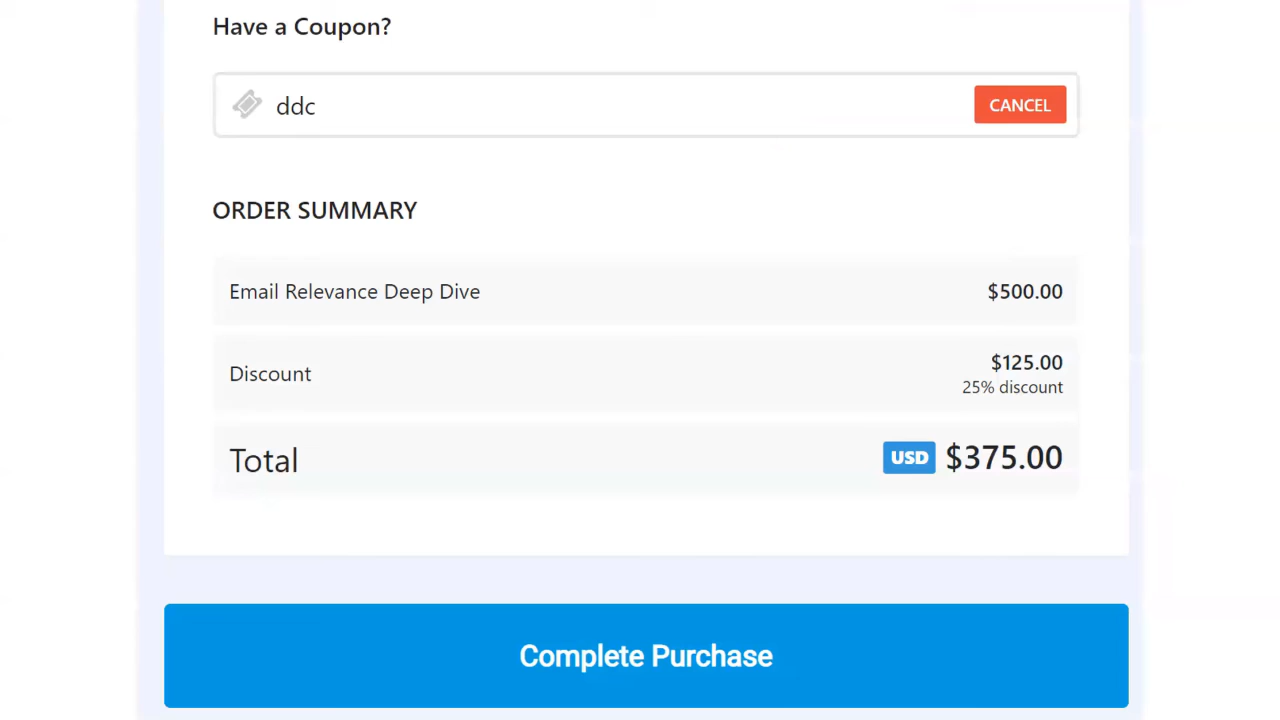 Have a Coupon?
ddc
CANCEL
ORDER SUMMARY
Email Relevance Deep Dive $500.00
Discount $125.00
25% discount
Total USD $375.00
Complete Purchase